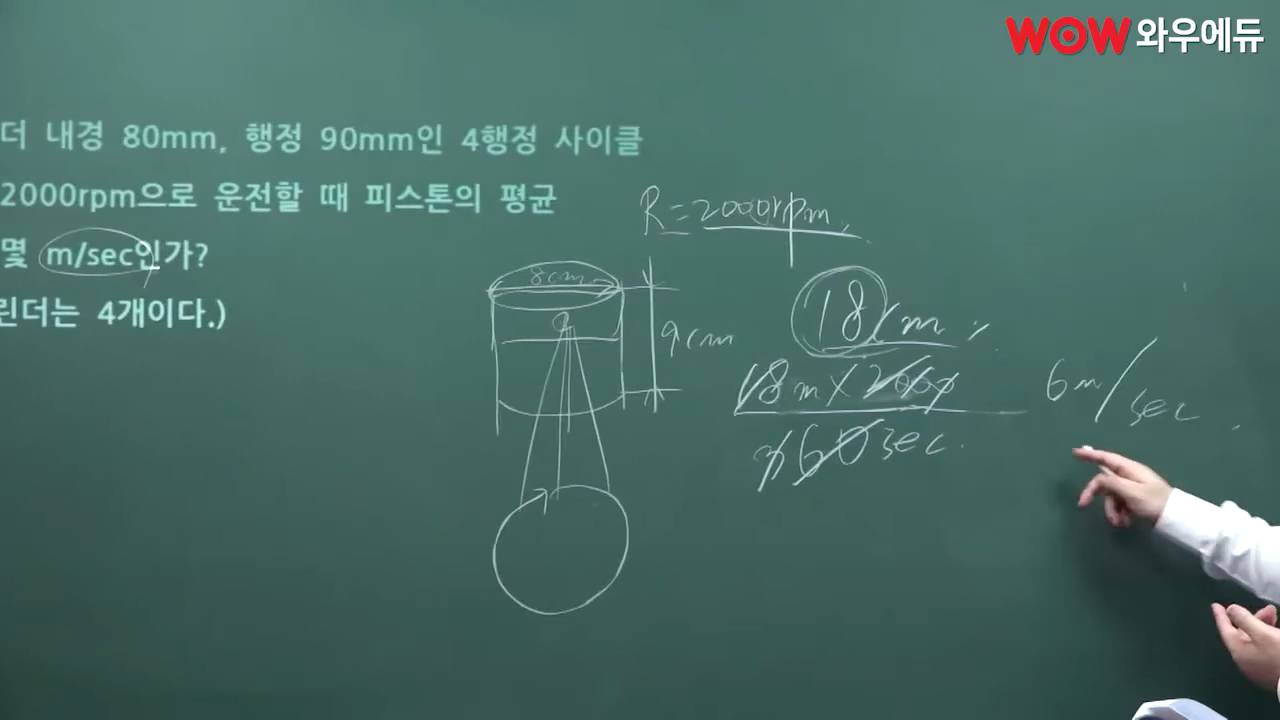 WOW 와우에듀
더 내경 80mm, 행정 90mm인 4행정 사이클
2000rpm으로 운전할 때 피스톤의 평균
몇 m/sec인가?
린더는 4개이다.)
R=2000rpm
8cm
9cm
18cm
18m×2000
60sec
6m/sec